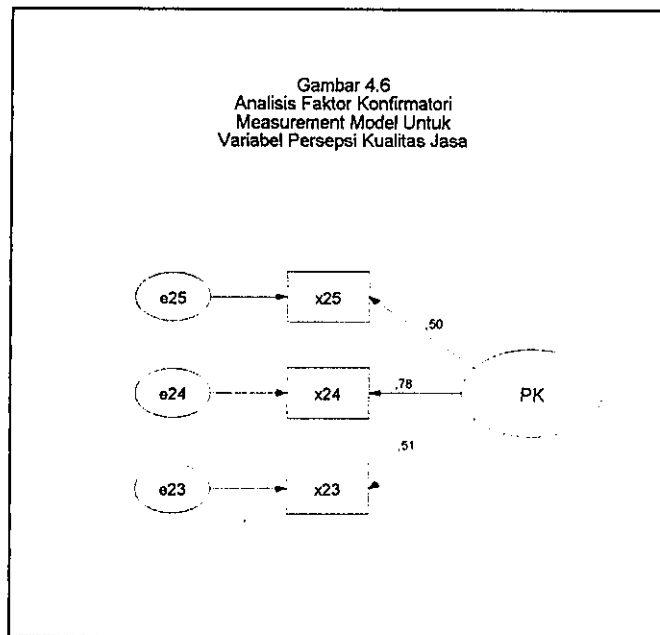 Gambar 4.6
Analisis Faktor Konfirmatori
Measurement Model Untuk
Variabel Persepsi Kualitas Jasa
e25 x25
,50
e24 x24 ,78 PK
,51
e23 x23